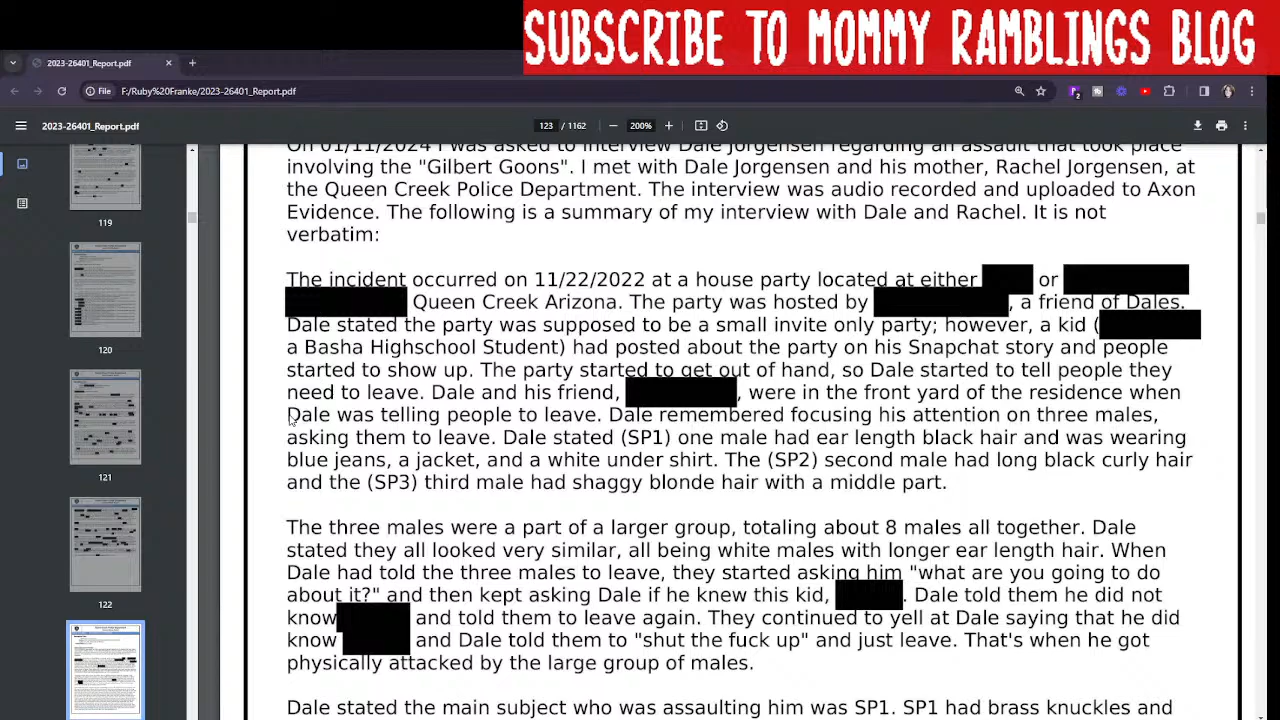 SUBSCRIBE TO MOMMY RAMBLINGS BLOG
2023-26401_Report.pdf
File F:/Ruby%20Franke/2023-26401_Report.pdf
2023-26401_Report.pdf 123 / 1162 200%
119
120
121
122
On 01/11/2024 I was asked to interview Dale Jorgensen regarding an assault that took place
involving the "Gilbert Goons". I met with Dale Jorgensen and his mother, Rachel Jorgensen, at
the Queen Creek Police Department. The interview was audio recorded and uploaded to Axon
Evidence. The following is a summary of my interview with Dale and Rachel. It is not
verbatim:
The incident occurred on 11/22/2022 at a house party located at either or
Queen Creek Arizona. The party was hosted by , a friend of Dales.
Dale stated the party was supposed to be a small invite only party; however, a kid (
a Basha Highschool Student) had posted about the party on his Snapchat story and people
started to show up. The party started to get out of hand, so Dale started to tell people they
need to leave. Dale and his friend, , were in the front yard of the residence when
Dale was telling people to leave. Dale remembered focusing his attention on three males,
asking them to leave. Dale stated (SP1) one male had ear length black hair and was wearing
blue jeans, a jacket, and a white under shirt. The (SP2) second male had long black curly hair
and the (SP3) third male had shaggy blonde hair with a middle part.
The three males were a part of a larger group, totaling about 8 males all together. Dale
stated they all looked very similar, all being white males with longer ear length hair. When
Dale had told the three males to leave, they started asking him "what are you going to do
about it?" and then kept asking Dale if he knew this kid, . Dale told them he did not
know and told them to leave again. They continued to yell at Dale saying that he did
know and Dale told them to "shut the fuck up and just leave. That's when he got
physically attacked by the large group of males.
Dale stated the main subject who was assaulting him was SP1. SP1 had brass knuckles and